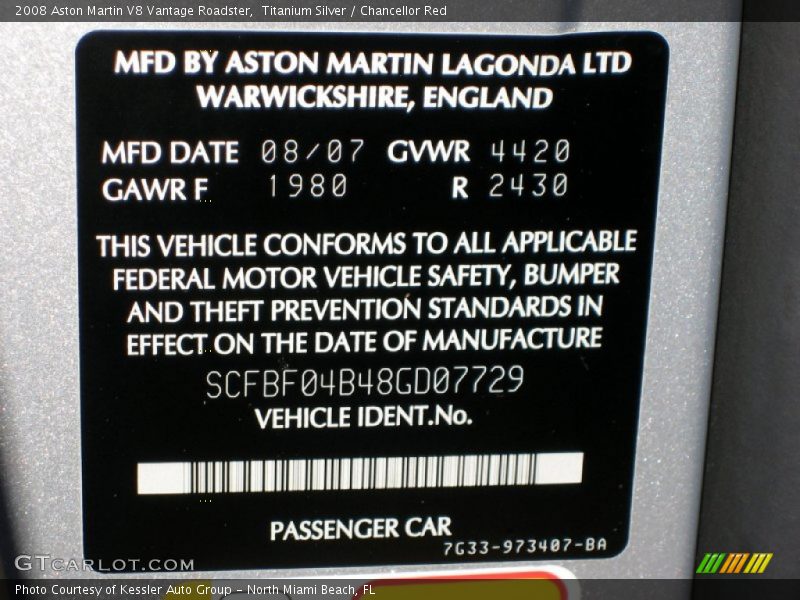 2008 Aston Martin V8 Vantage Roadster,  Titanium Silver / Chancellor Red
MFD BY ASTON MARTIN LAGONDA LTD
WARWICKSHIRE, ENGLAND
MFD DATE 08/07 GVWR 4420
GAWR F 1980 R 2430
THIS VEHICLE CONFORMS TO ALL APPLICABLE
FEDERAL MOTOR VEHICLE SAFETY, BUMPER
AND THEFT PREVENTION STANDARDS IN
EFFECT ON THE DATE OF MANUFACTURE
SCFBF04B48GD07729
VEHICLE IDENT.No.
PASSENGER CAR
7G33-973407-BA
GTCARLOT.COM
Photo Courtesy of Kessler Auto Group - North Miami Beach, FL